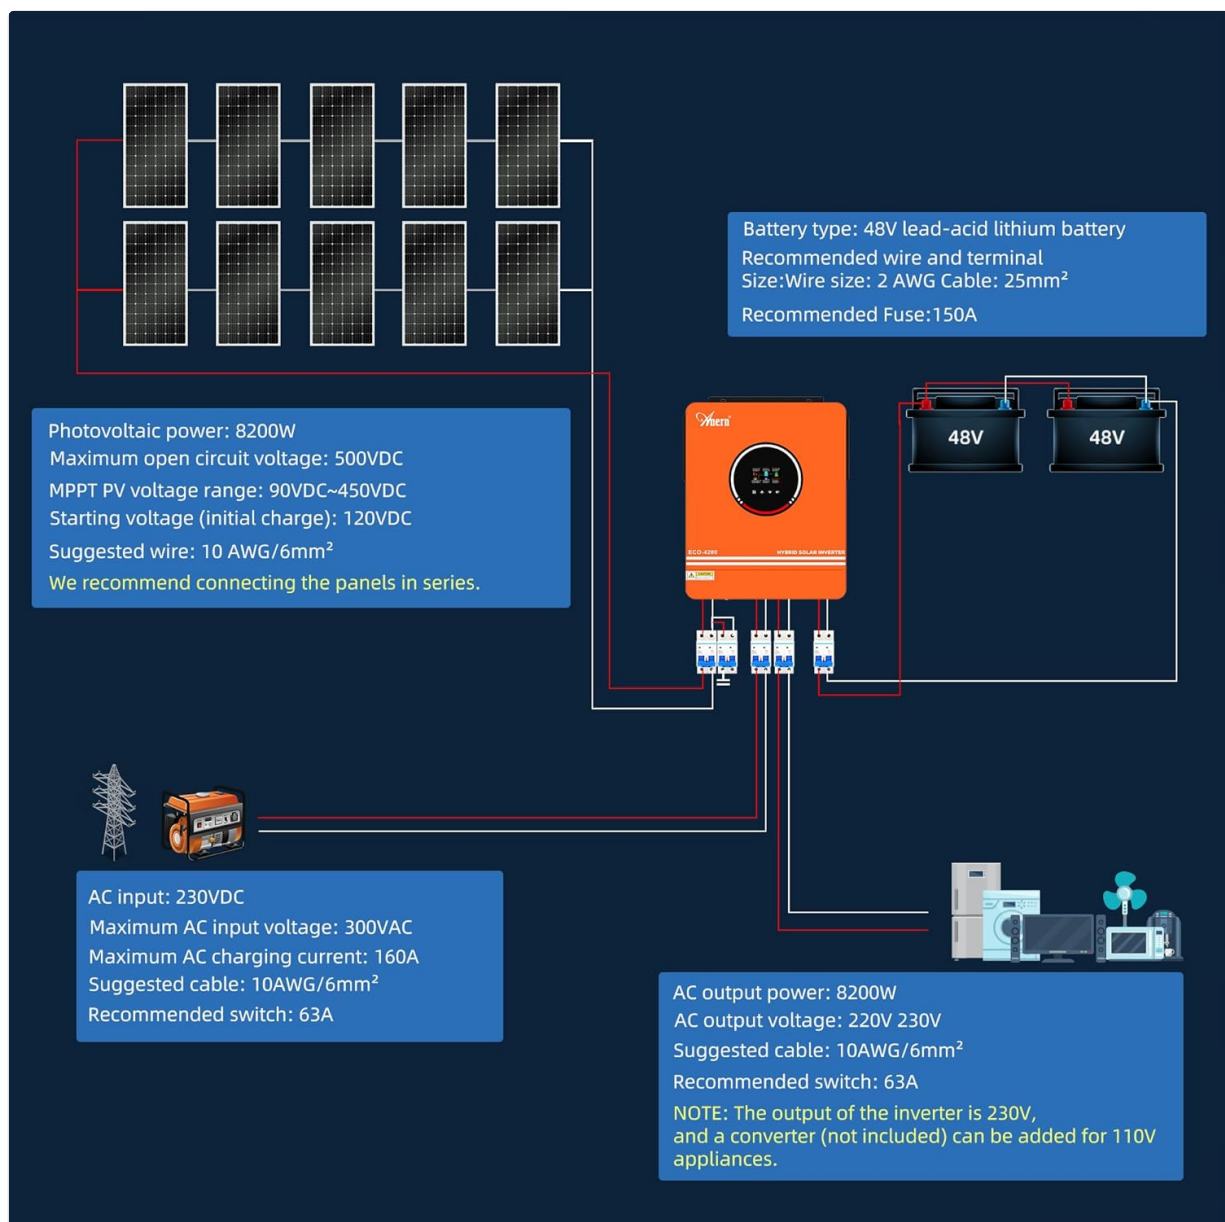 Battery type: 48V lead-acid lithium battery
Recommended wire and terminal
Size:Wire size: 2 AWG Cable: 25mm²
Recommended Fuse:150A
48V
48V
Photovoltaic power: 8200W
Maximum open circuit voltage: 500VDC
MPPT PV voltage range: 90VDC~450VDC
Starting voltage (initial charge): 120VDC
Suggested wire: 10 AWG/6mm²
We recommend connecting the panels in series.
Anern
HYBRID SOLAR INVERTER
AC input: 230VDC
Maximum AC input voltage: 300VAC
Maximum AC charging current: 160A
Suggested cable: 10AWG/6mm²
Recommended switch: 63A
AC output power: 8200W
AC output voltage: 220V 230V
Suggested cable: 10AWG/6mm²
Recommended switch: 63A
NOTE: The output of the inverter is 230V,
and a converter (not included) can be added for 110V
appliances.